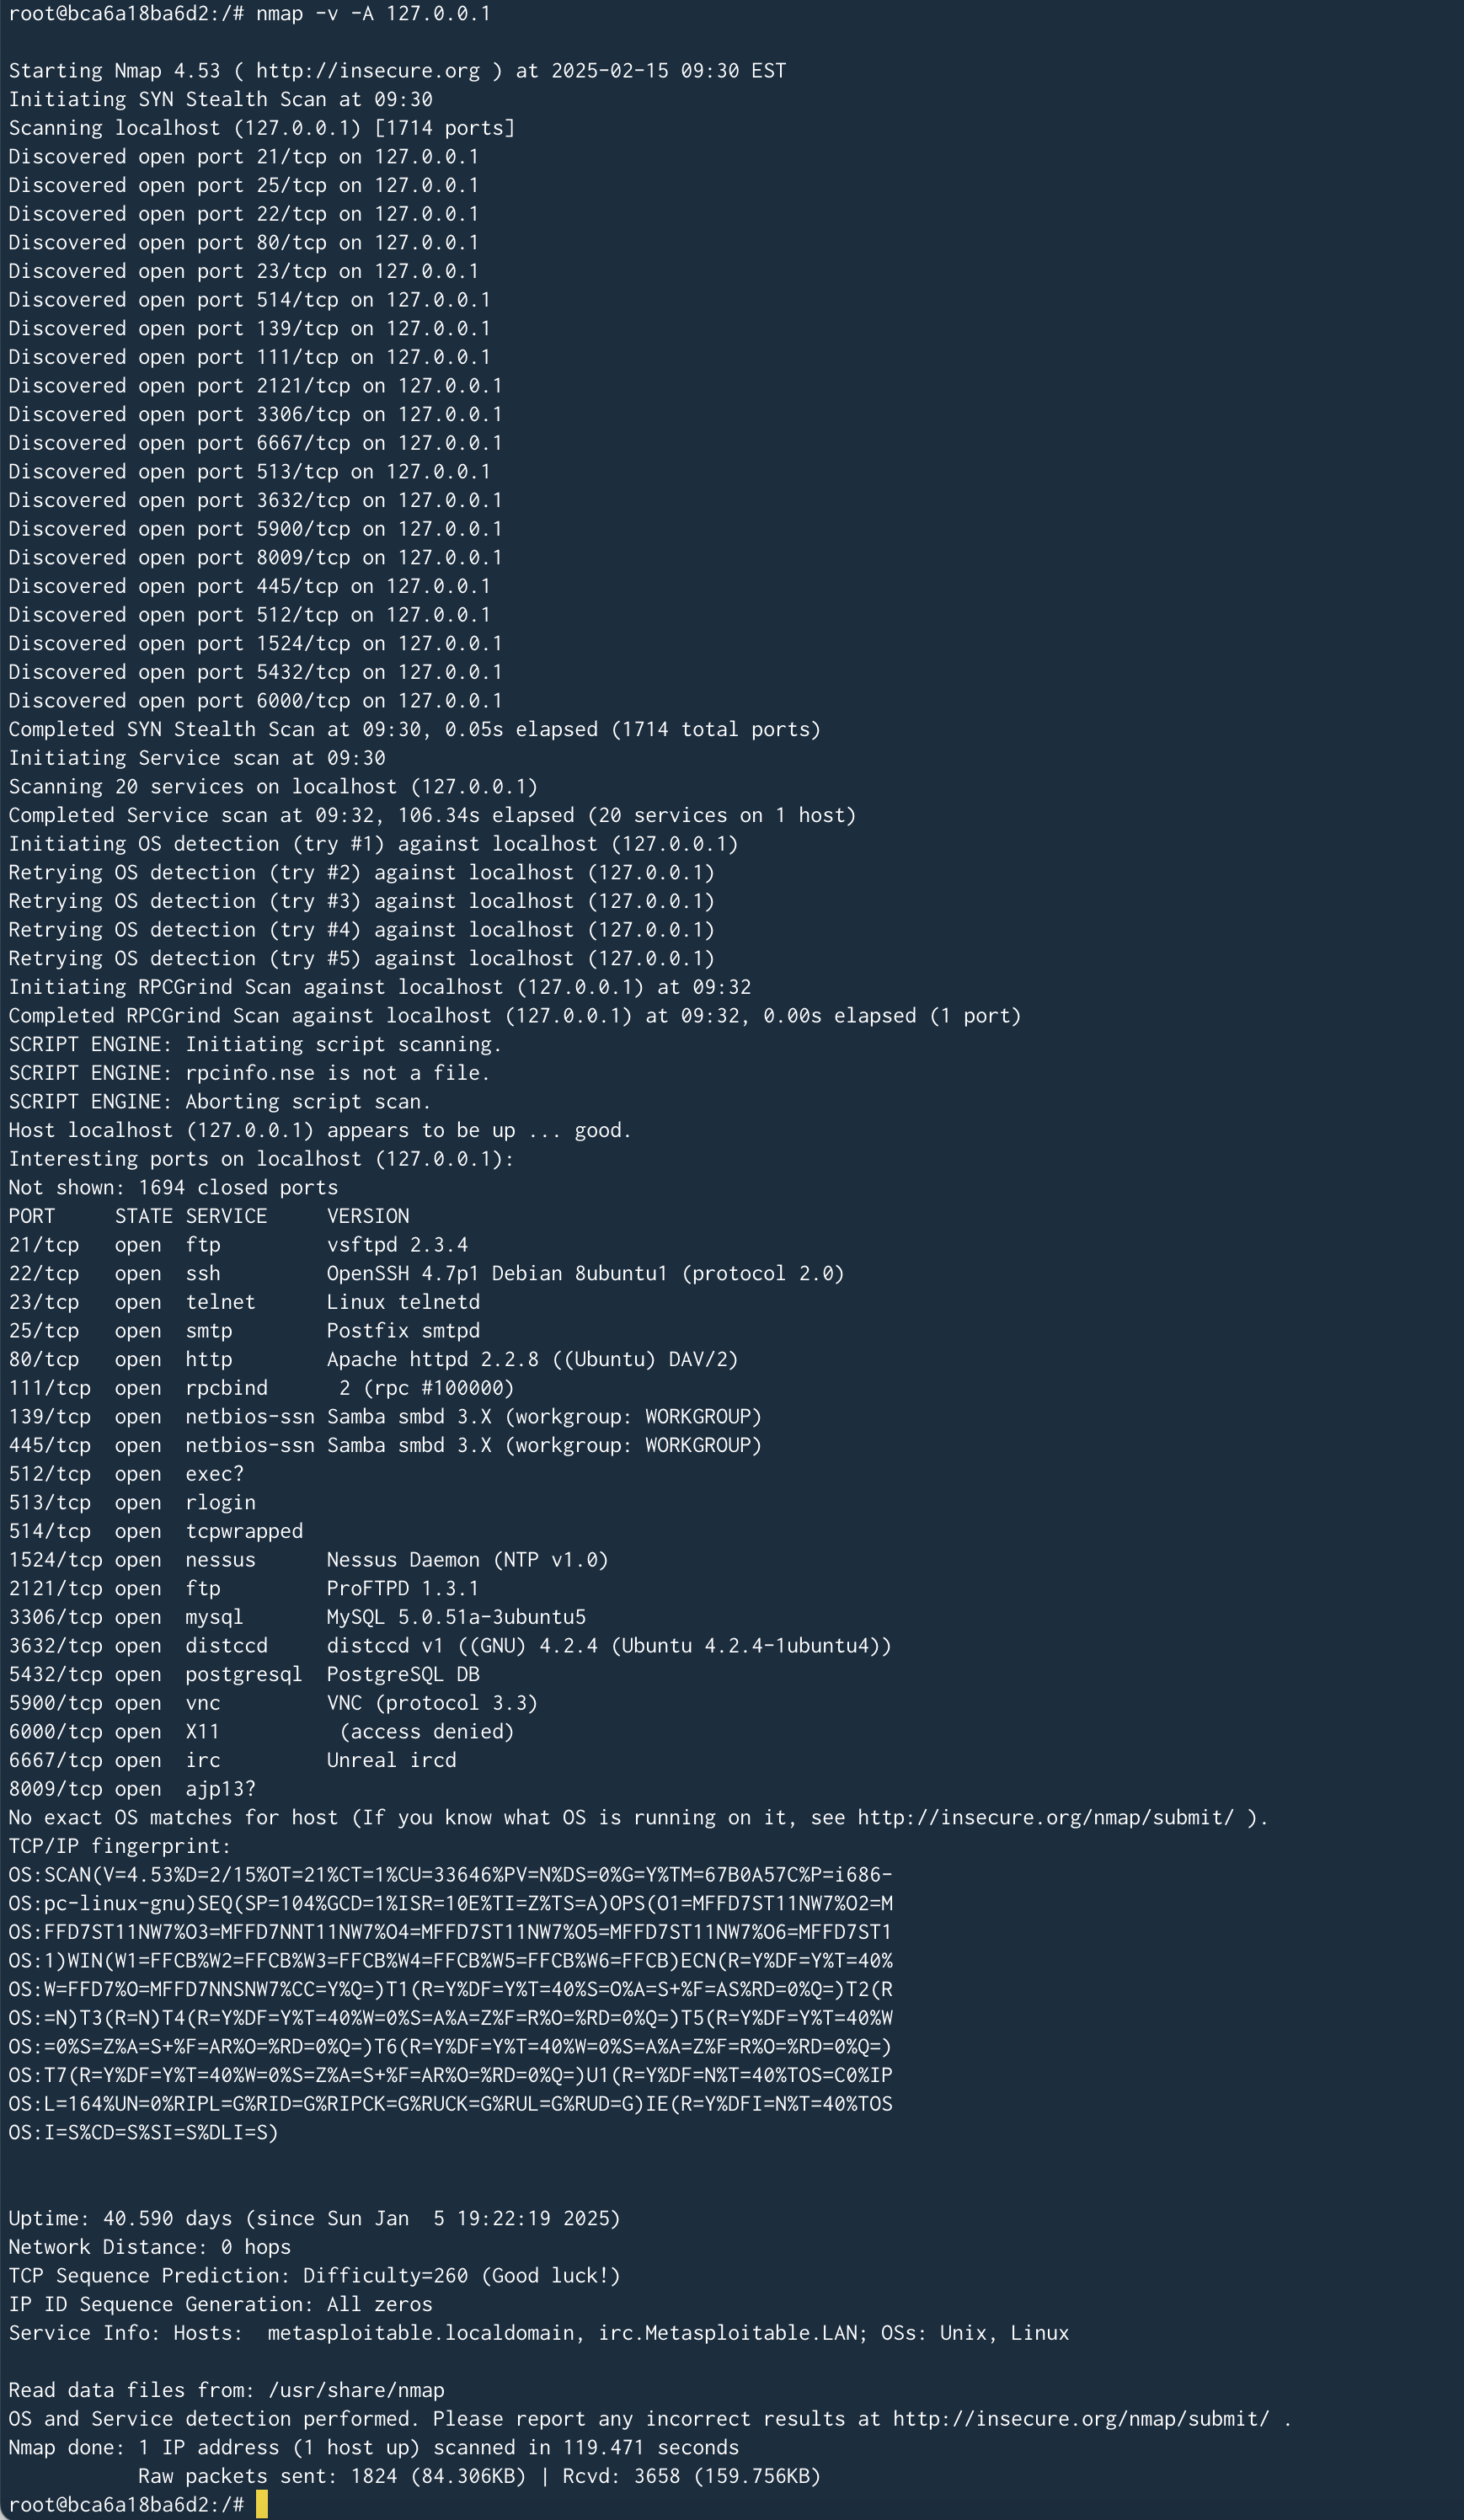 root@bca6a18ba6d2:/# nmap -v -A 127.0.0.1
Starting Nmap 4.53 ( http://insecure.org ) at 2025-02-15 09:30 EST
Initiating SYN Stealth Scan at 09:30
Scanning localhost (127.0.0.1) [1714 ports]
Discovered open port 21/tcp on 127.0.0.1
Discovered open port 25/tcp on 127.0.0.1
Discovered open port 22/tcp on 127.0.0.1
Discovered open port 80/tcp on 127.0.0.1
Discovered open port 23/tcp on 127.0.0.1
Discovered open port 514/tcp on 127.0.0.1
Discovered open port 139/tcp on 127.0.0.1
Discovered open port 111/tcp on 127.0.0.1
Discovered open port 2121/tcp on 127.0.0.1
Discovered open port 3306/tcp on 127.0.0.1
Discovered open port 6667/tcp on 127.0.0.1
Discovered open port 513/tcp on 127.0.0.1
Discovered open port 3632/tcp on 127.0.0.1
Discovered open port 5900/tcp on 127.0.0.1
Discovered open port 8009/tcp on 127.0.0.1
Discovered open port 445/tcp on 127.0.0.1
Discovered open port 512/tcp on 127.0.0.1
Discovered open port 1524/tcp on 127.0.0.1
Discovered open port 5432/tcp on 127.0.0.1
Discovered open port 6000/tcp on 127.0.0.1
Completed SYN Stealth Scan at 09:30, 0.05s elapsed (1714 total ports)
Initiating Service scan at 09:30
Scanning 20 services on localhost (127.0.0.1)
Completed Service scan at 09:32, 106.34s elapsed (20 services on 1 host)
Initiating OS detection (try #1) against localhost (127.0.0.1)
Retrying OS detection (try #2) against localhost (127.0.0.1)
Retrying OS detection (try #3) against localhost (127.0.0.1)
Retrying OS detection (try #4) against localhost (127.0.0.1)
Retrying OS detection (try #5) against localhost (127.0.0.1)
Initiating RPCGrind Scan against localhost (127.0.0.1) at 09:32
Completed RPCGrind Scan against localhost (127.0.0.1) at 09:32, 0.00s elapsed (1 port)
SCRIPT ENGINE: Initiating script scanning.
SCRIPT ENGINE: rpcinfo.nse is not a file.
SCRIPT ENGINE: Aborting script scan.
Host localhost (127.0.0.1) appears to be up ... good.
Interesting ports on localhost (127.0.0.1):
Not shown: 1694 closed ports
PORT     STATE SERVICE     VERSION
21/tcp   open  ftp         vsftpd 2.3.4
22/tcp   open  ssh         OpenSSH 4.7p1 Debian 8ubuntu1 (protocol 2.0)
23/tcp   open  telnet      Linux telnetd
25/tcp   open  smtp        Postfix smtpd
80/tcp   open  http        Apache httpd 2.2.8 ((Ubuntu) DAV/2)
111/tcp  open  rpcbind      2 (rpc #100000)
139/tcp  open  netbios-ssn Samba smbd 3.X (workgroup: WORKGROUP)
445/tcp  open  netbios-ssn Samba smbd 3.X (workgroup: WORKGROUP)
512/tcp  open  exec?
513/tcp  open  rlogin
514/tcp  open  tcpwrapped
1524/tcp open  nessus      Nessus Daemon (NTP v1.0)
2121/tcp open  ftp         ProFTPD 1.3.1
3306/tcp open  mysql       MySQL 5.0.51a-3ubuntu5
3632/tcp open  distccd     distccd v1 ((GNU) 4.2.4 (Ubuntu 4.2.4-1ubuntu4))
5432/tcp open  postgresql  PostgreSQL DB
5900/tcp open  vnc         VNC (protocol 3.3)
6000/tcp open  X11          (access denied)
6667/tcp open  irc         Unreal ircd
8009/tcp open  ajp13?
No exact OS matches for host (If you know what OS is running on it, see http://insecure.org/nmap/submit/ ).
TCP/IP fingerprint:
OS:SCAN(V=4.53%D=2/15%OT=21%CT=1%CU=33646%PV=N%DS=0%G=Y%TM=67B0A57C%P=i686-
OS:pc-linux-gnu)SEQ(SP=104%GCD=1%ISR=10E%TI=Z%TS=A)OPS(O1=MFFD7ST11NW7%O2=M
OS:FFD7ST11NW7%O3=MFFD7NNT11NW7%O4=MFFD7ST11NW7%O5=MFFD7ST11NW7%O6=MFFD7ST1
OS:1)WIN(W1=FFCB%W2=FFCB%W3=FFCB%W4=FFCB%W5=FFCB%W6=FFCB)ECN(R=Y%DF=Y%T=40%
OS:W=FFD7%O=MFFD7NNSNW7%CC=Y%Q=)T1(R=Y%DF=Y%T=40%S=O%A=S+%F=AS%RD=0%Q=)T2(R
OS:=N)T3(R=N)T4(R=Y%DF=Y%T=40%W=0%S=A%A=Z%F=R%O=%RD=0%Q=)T5(R=Y%DF=Y%T=40%W
OS:=0%S=Z%A=S+%F=AR%O=%RD=0%Q=)T6(R=Y%DF=Y%T=40%W=0%S=A%A=Z%F=R%O=%RD=0%Q=)
OS:T7(R=Y%DF=Y%T=40%W=0%S=Z%A=S+%F=AR%O=%RD=0%Q=)U1(R=Y%DF=N%T=40%TOS=C0%IP
OS:L=164%UN=0%RIPL=G%RID=G%RIPCK=G%RUCK=G%RUL=G%RUD=G)IE(R=Y%DFI=N%T=40%TOS
OS:I=S%CD=S%SI=S%DLI=S)
Uptime: 40.590 days (since Sun Jan  5 19:22:19 2025)
Network Distance: 0 hops
TCP Sequence Prediction: Difficulty=260 (Good luck!)
IP ID Sequence Generation: All zeros
Service Info: Hosts:  metasploitable.localdomain, irc.Metasploitable.LAN; OSs: Unix, Linux
Read data files from: /usr/share/nmap
OS and Service detection performed. Please report any incorrect results at http://insecure.org/nmap/submit/ .
Nmap done: 1 IP address (1 host up) scanned in 119.471 seconds
           Raw packets sent: 1824 (84.306KB) | Rcvd: 3658 (159.756KB)
root@bca6a18ba6d2:/#